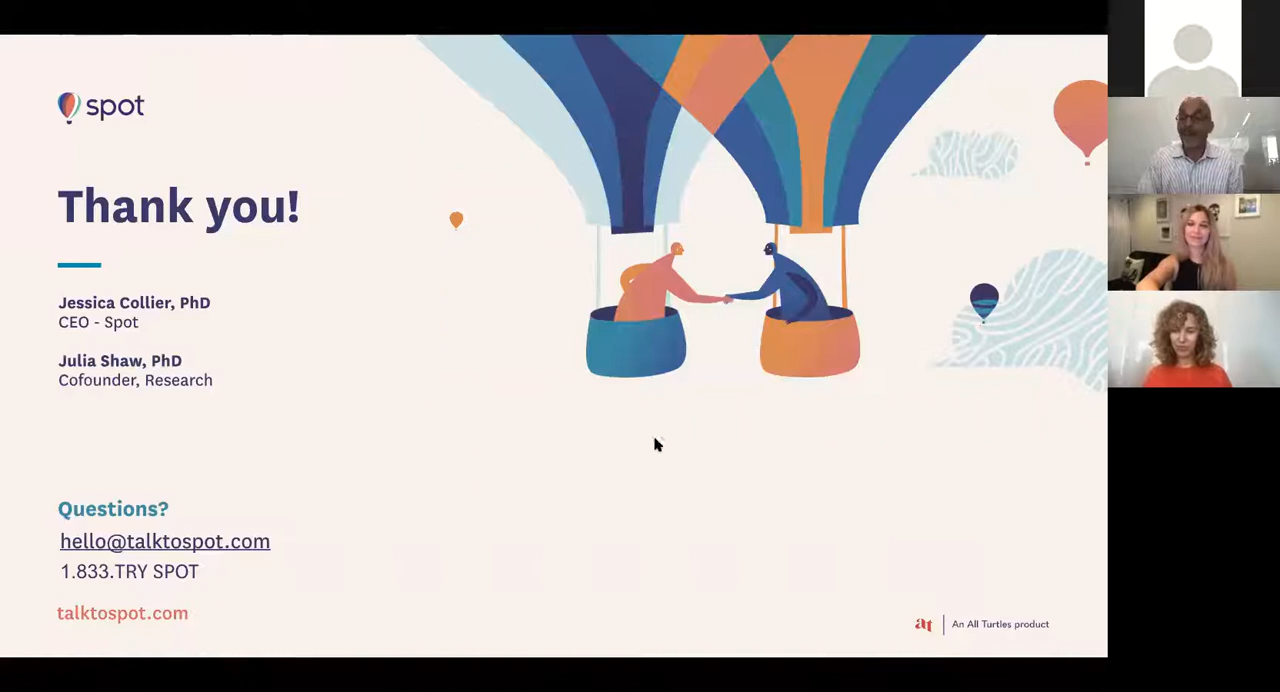 spot
Thank you!
Jessica Collier, PhD
CEO - Spot
Julia Shaw, PhD
Cofounder, Research
Questions?
hello@talktospot.com
1.833.TRY SPOT
talktospot.com
at An All Turtles product